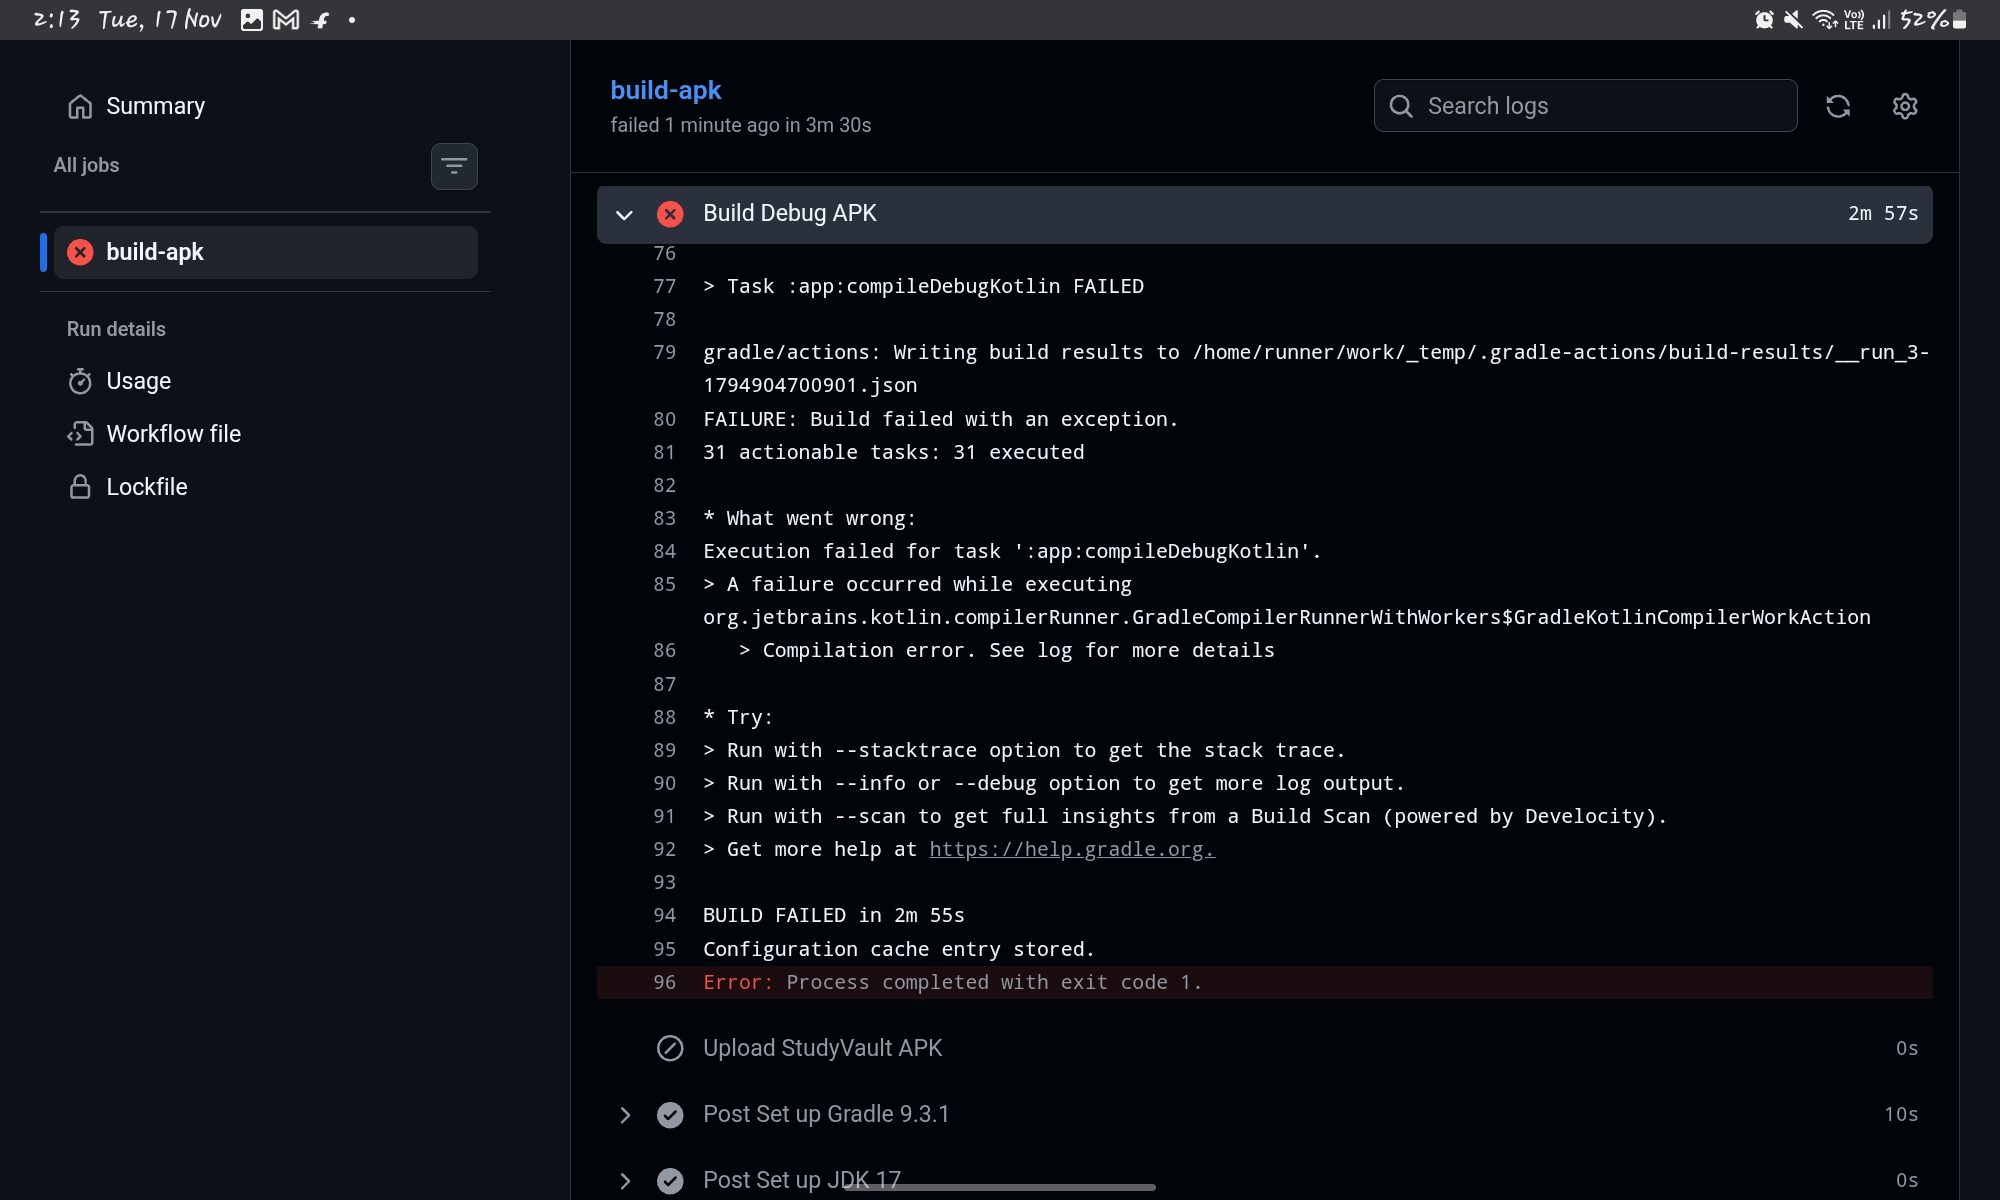 2:13 Tue, 17 Nov
Vo)) LTE 52%
Summary
All jobs
build-apk
Run details
Usage
Workflow file
Lockfile
build-apk
failed 1 minute ago in 3m 30s
Search logs
Build Debug APK 2m 57s
76
77 > Task :app:compileDebugKotlin FAILED
78
79 gradle/actions: Writing build results to /home/runner/work/_temp/.gradle-actions/build-results/__run_3-
1794904700901.json
80 FAILURE: Build failed with an exception.
81 31 actionable tasks: 31 executed
82
83 * What went wrong:
84 Execution failed for task ':app:compileDebugKotlin'.
85 > A failure occurred while executing
org.jetbrains.kotlin.compilerRunner.GradleCompilerRunnerWithWorkers$GradleKotlinCompilerWorkAction
86 > Compilation error. See log for more details
87
88 * Try:
89 > Run with --stacktrace option to get the stack trace.
90 > Run with --info or --debug option to get more log output.
91 > Run with --scan to get full insights from a Build Scan (powered by Develocity).
92 > Get more help at https://help.gradle.org.
93
94 BUILD FAILED in 2m 55s
95 Configuration cache entry stored.
96 Error: Process completed with exit code 1.
Upload StudyVault APK 0s
Post Set up Gradle 9.3.1 10s
Post Set up JDK 17 0s